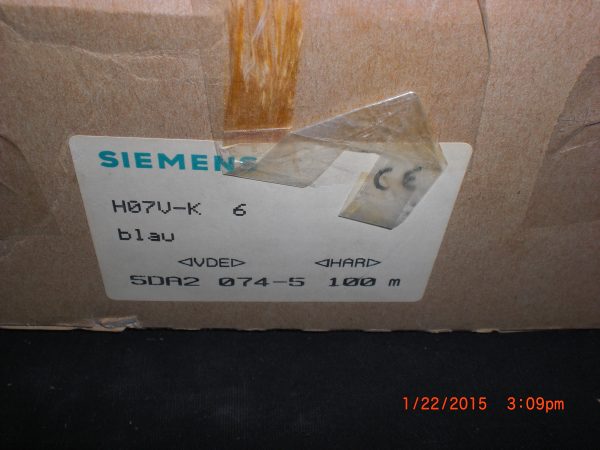 SIEMENS
CE
H07V-K 6
blau
◁VDE▷ ◁HAR▷
5DA2 074-5 100 m
1/22/2015 3:09pm